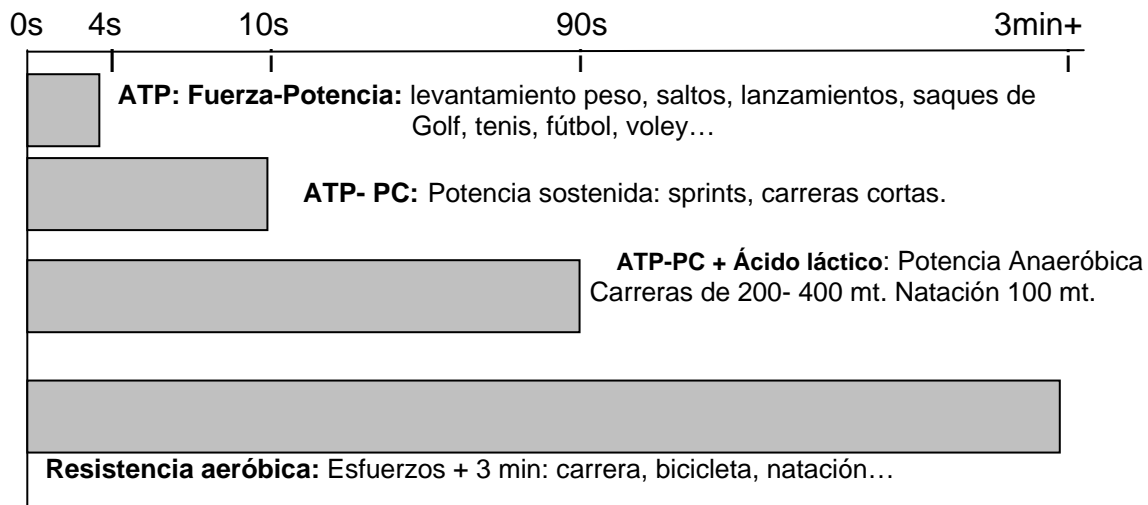 0s 4s 10s 90s 3min+
ATP: Fuerza-Potencia: levantamiento peso, saltos, lanzamientos, saques de
Golf, tenis, fútbol, voley…
ATP- PC: Potencia sostenida: sprints, carreras cortas.
ATP-PC + Ácido láctico: Potencia Anaeróbica
Carreras de 200- 400 mt. Natación 100 mt.
Resistencia aeróbica: Esfuerzos + 3 min: carrera, bicicleta, natación…